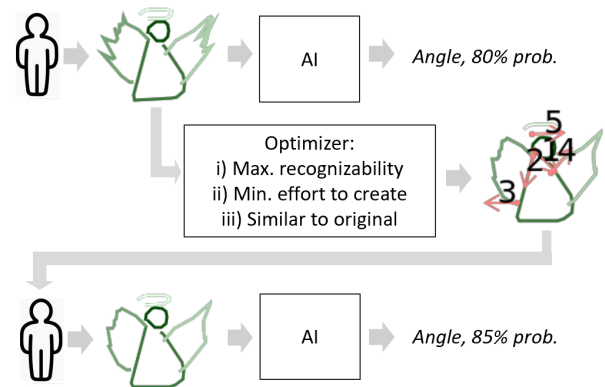 AI
Angle, 80% prob.
Optimizer:
i) Max. recognizability
ii) Min. effort to create
iii) Similar to original
5
2
1
4
3
AI
Angle, 85% prob.